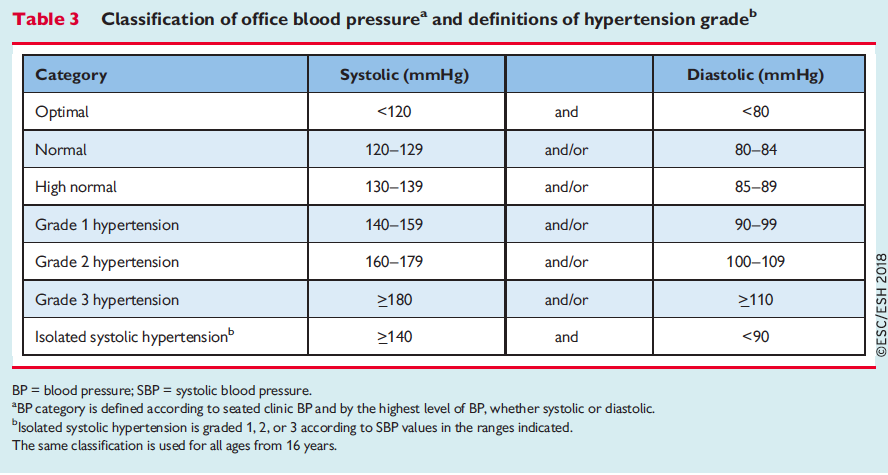 Table 3 Classification of office blood pressureᵃ and definitions of hypertension gradeᵇ
Category Systolic (mmHg) Diastolic (mmHg)
Optimal <120 and <80
Normal 120–129 and/or 80–84
High normal 130–139 and/or 85–89
Grade 1 hypertension 140–159 and/or 90–99
Grade 2 hypertension 160–179 and/or 100–109
Grade 3 hypertension ≥180 and/or ≥110
Isolated systolic hypertensionᵇ ≥140 and <90
©ESC/ESH 2018
BP = blood pressure; SBP = systolic blood pressure.
ᵃBP category is defined according to seated clinic BP and by the highest level of BP, whether systolic or diastolic.
ᵇIsolated systolic hypertension is graded 1, 2, or 3 according to SBP values in the ranges indicated.
The same classification is used for all ages from 16 years.